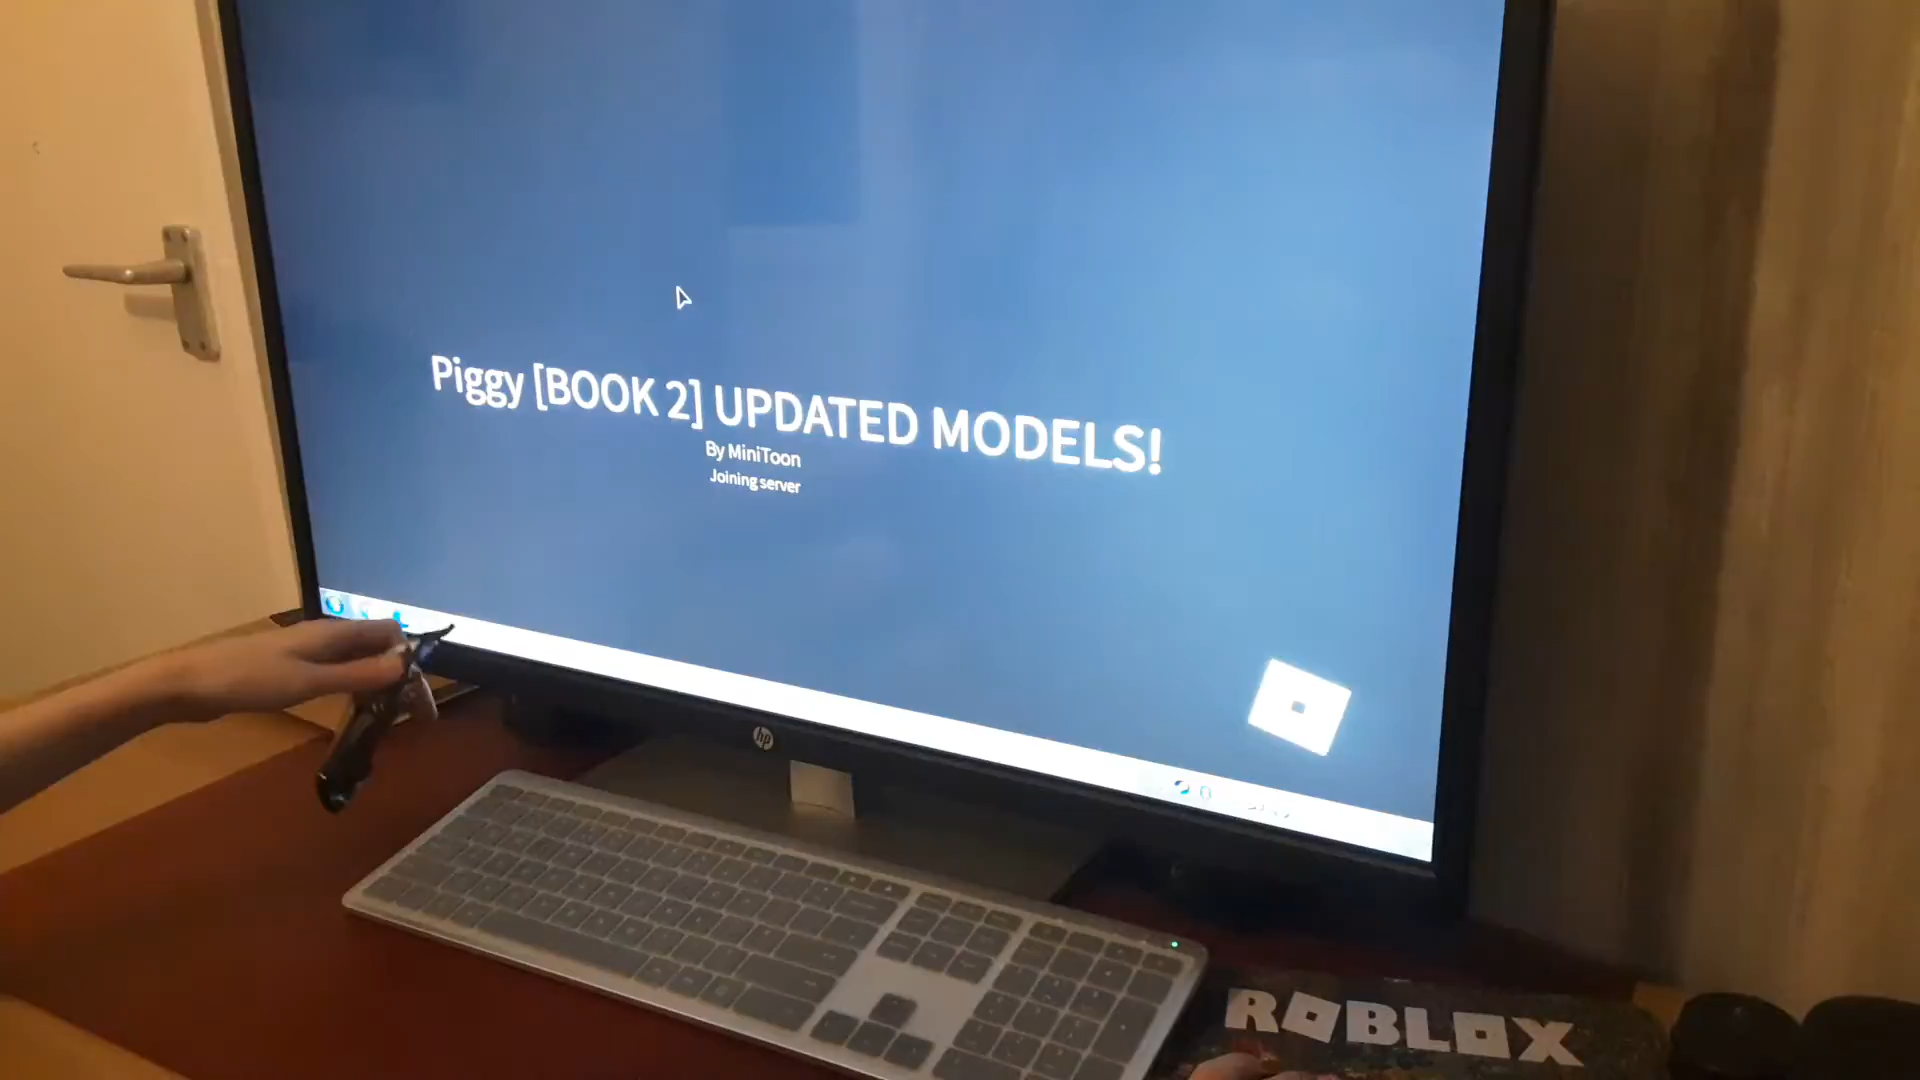 Piggy [BOOK 2] UPDATED MODELS!
By MiniToon
Joining server
hp
ROBLOX